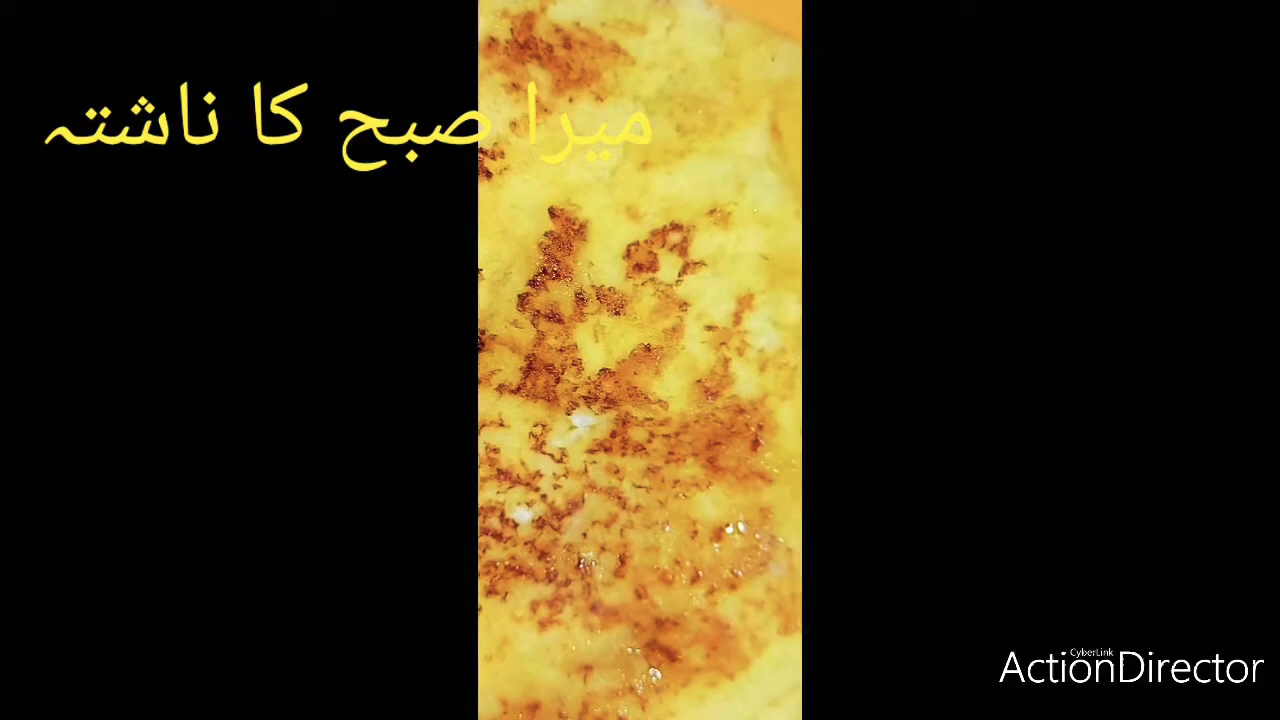 میرا صبح کا ناشتہ
CyberLink
ActionDirector